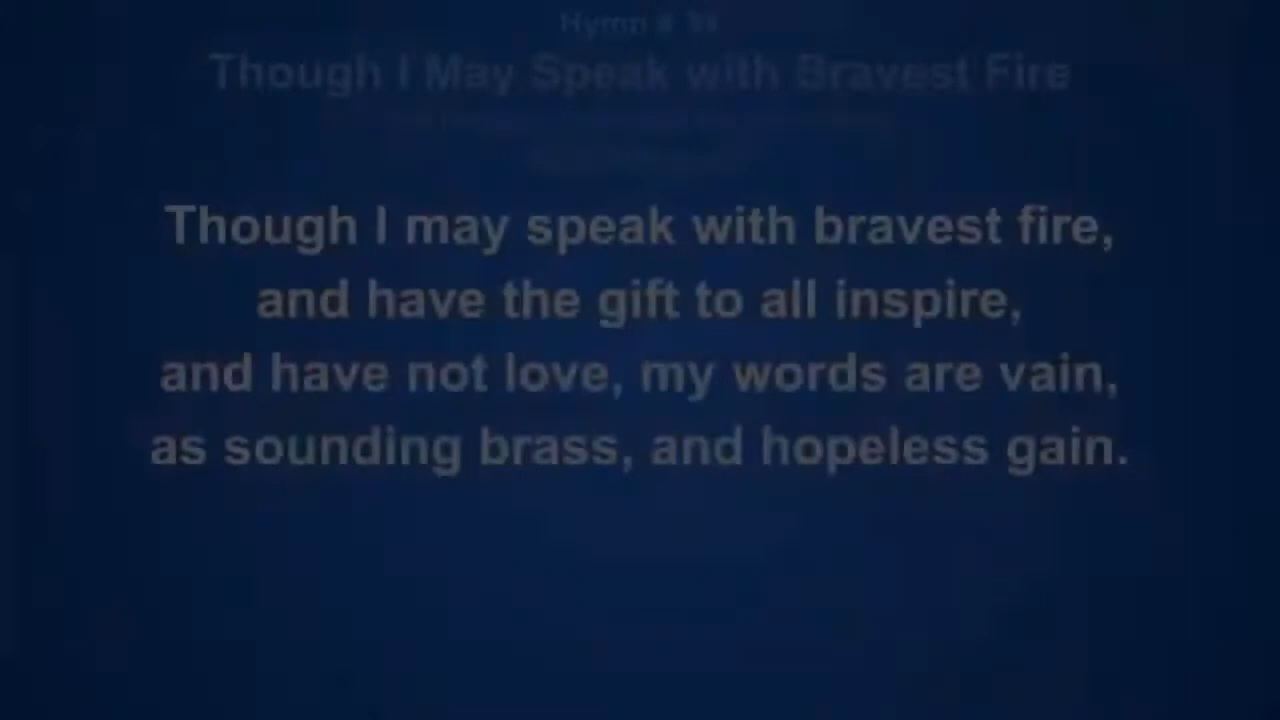 Hymn #
Though I May Speak with Bravest Fire
Though I may speak with bravest fire,
and have the gift to all inspire,
and have not love, my words are vain,
as sounding brass, and hopeless gain.